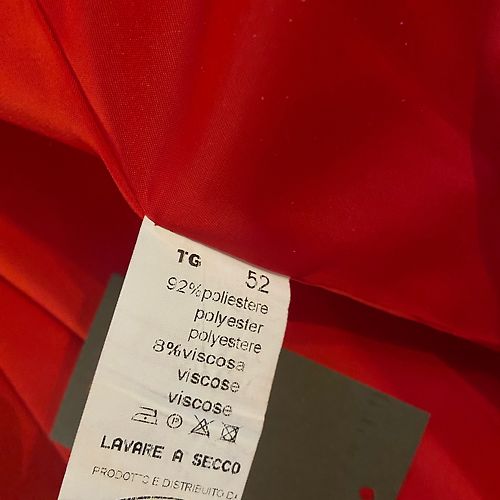 TG 52
92%poliestere
polyester
polyestere
8%viscosa
viscose
viscose
P
LAVARE A SECCO
PRODOTTO E DISTRIBUITO DA